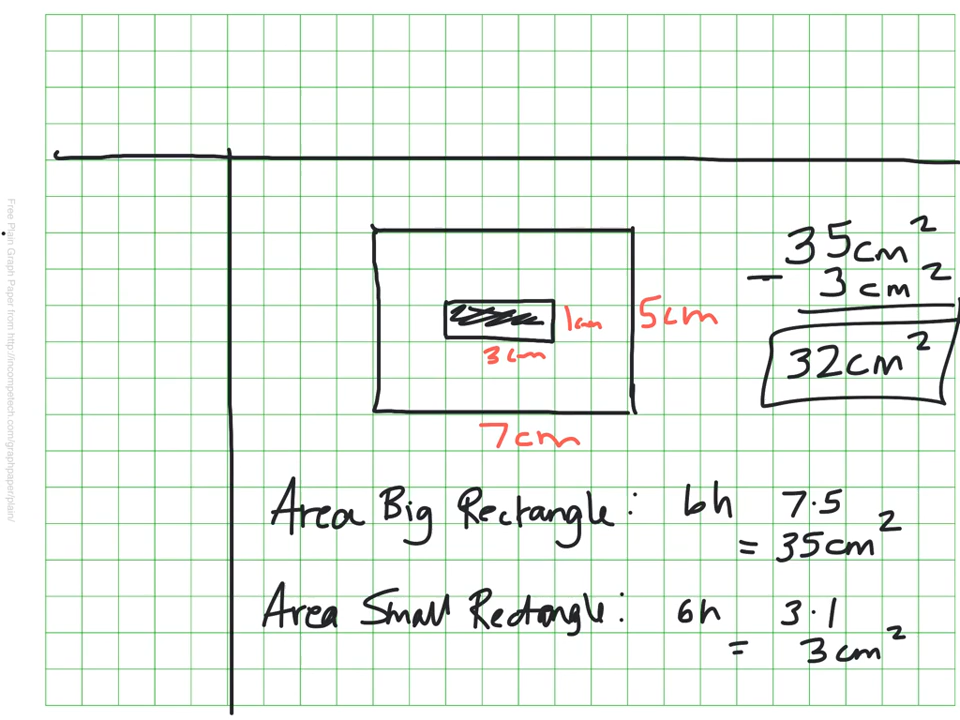 35cm²
- 3cm²
32cm²
1cm
5cm
3cm
7cm
Area Big Rectangle: bh 7·5
= 35cm²
Area Small Rectangle: bh 3·1
= 3cm²
Free Plain Graph Paper from http://incompetech.com/graphpaper/plain/